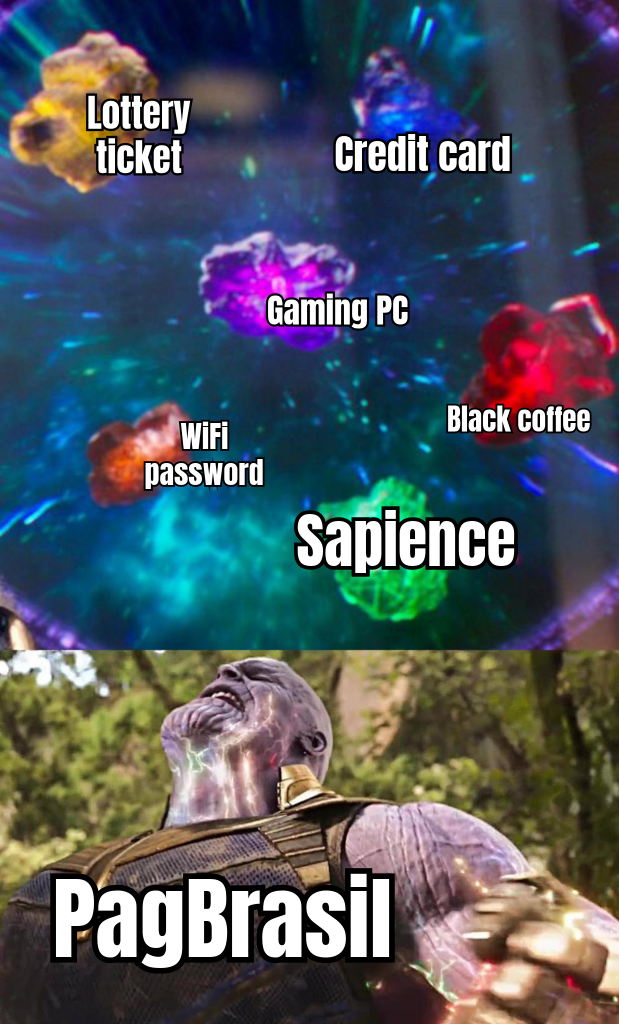 Lottery
ticket
Credit card
Gaming PC
Black coffee
WiFi
password
Sapience
PagBrasil